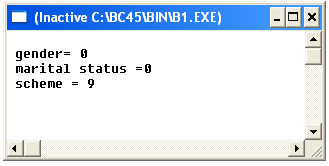 (Inactive C:\BC45\BIN\B1.EXE)
gender= 0
marital status =0
scheme = 9